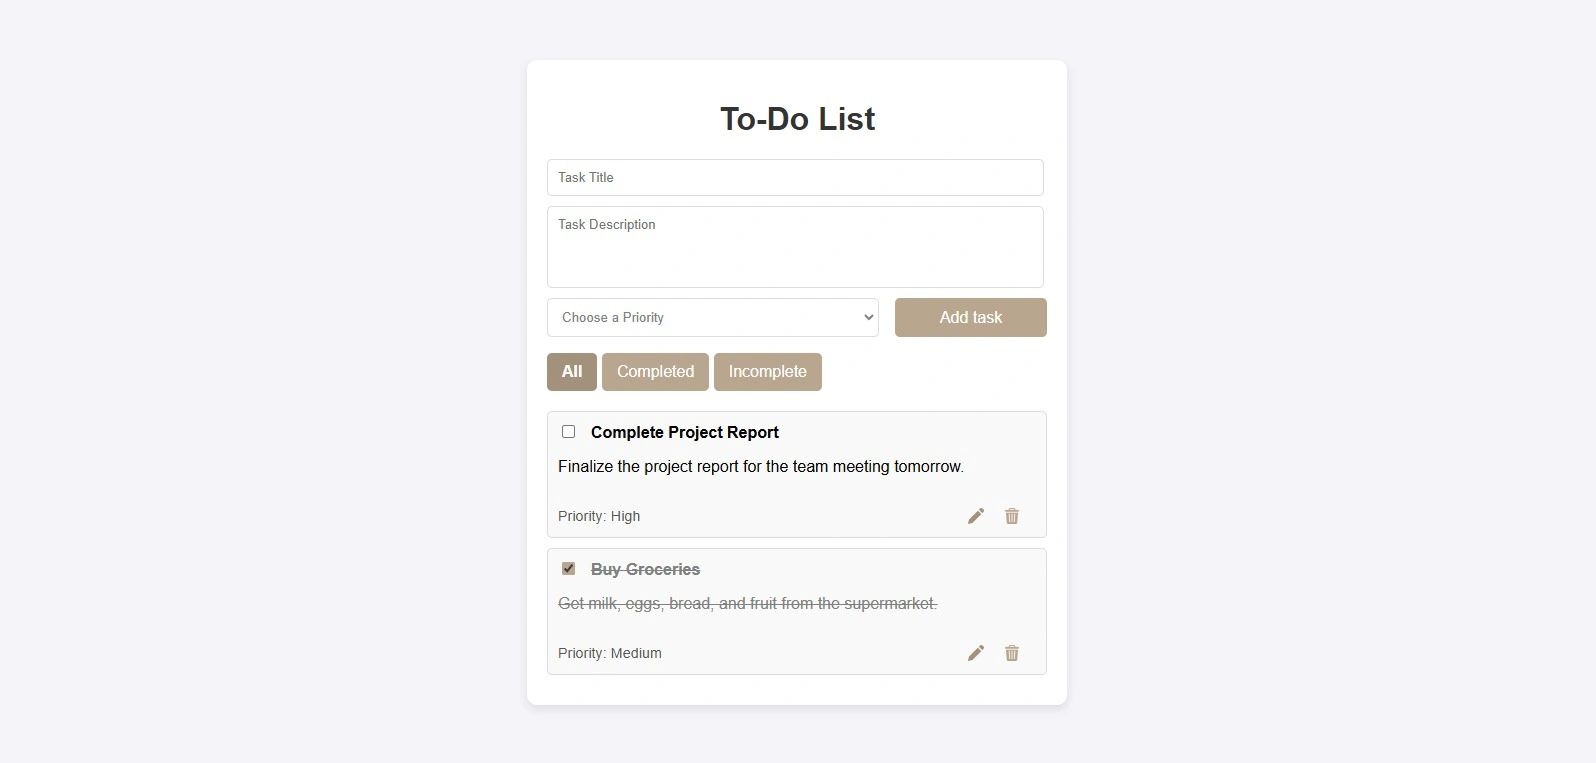 To-Do List
Task Title
Task Description
Choose a Priority
Add task
All
Completed
Incomplete
Complete Project Report
Finalize the project report for the team meeting tomorrow.
Priority: High
Buy Groceries
Get milk, eggs, bread, and fruit from the supermarket.
Priority: Medium